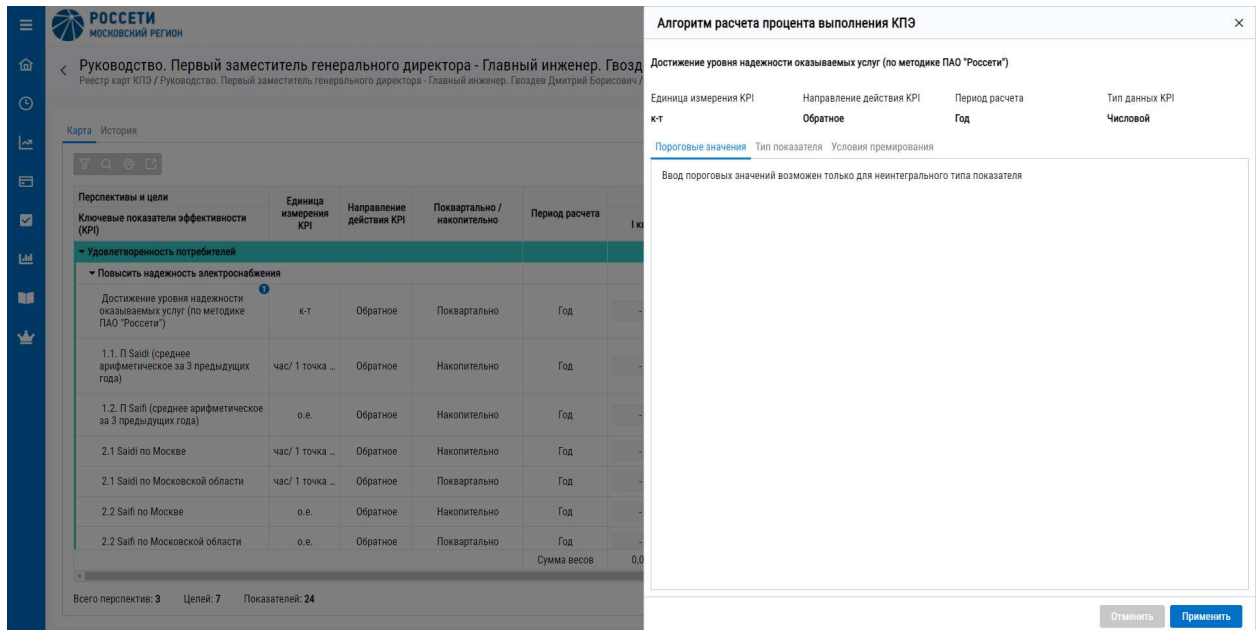 РОССЕТИ
МОСКОВСКИЙ РЕГИОН
Руководство. Первый заместитель генерального директора - Главный инженер. Гвозд
Реестр карт КПЭ / Руководство. Первый заместитель генерального директора - Главный инженер. Гвоздев Дмитрий Борисович /
Карта История
Перспективы и цели
Ключевые показатели эффективности
(KPI)
Единица
измерения
KPI
Направление
действия KPI
Поквартально /
накопительно
Период расчета
I к
Удовлетворенность потребителей
Повысить надежность электроснабжения
Достижение уровня надежности
оказываемых услуг (по методике
ПАО "Россети")
1
к-т Обратное Поквартально Год -
1.1. П Saidi (среднее
арифметическое за 3 предыдущих
года)
час/ 1 точка ... Обратное Накопительно Год -
1.2. П Saifi (среднее арифметическое
за 3 предыдущих года)
о.е. Обратное Накопительно Год -
2.1 Saidi по Москве час/ 1 точка ... Обратное Накопительно Год -
2.1 Saidi по Московской области час/ 1 точка ... Обратное Поквартально Год -
2.2 Saifi по Москве о.е. Обратное Накопительно Год -
2.2 Saifi по Московской области о.е. Обратное Поквартально Год -
Сумма весов 0,0
Всего перспектив: 3 Целей: 7 Показателей: 24
Алгоритм расчета процента выполнения КПЭ
Достижение уровня надежности оказываемых услуг (по методике ПАО "Россети")
Единица измерения KPI Направление действия KPI Период расчета Тип данных KPI
к-т Обратное Год Числовой
Пороговые значения Тип показателя Условия премирования
Ввод пороговых значений возможен только для неинтегрального типа показателя
Отменить Применить